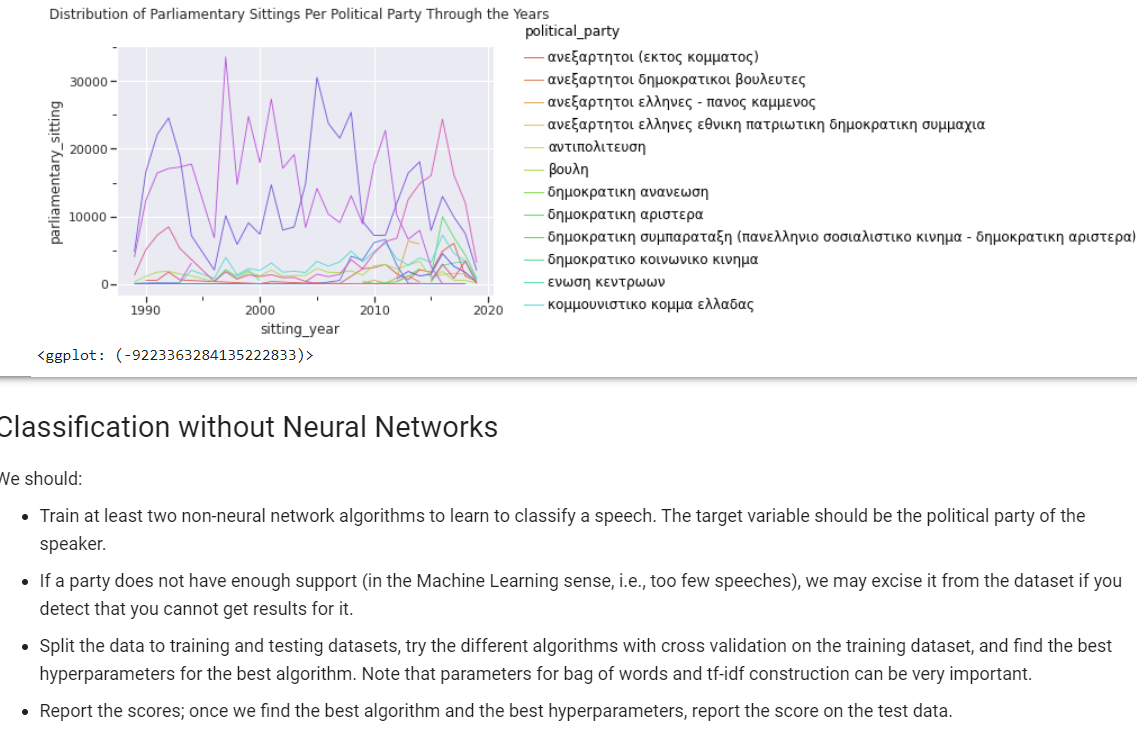 Distribution of Parliamentary Sittings Per Political Party Through the Years
political_party
ανεξαρτητοι (εκτος κομματος)
ανεξαρτητοι δημοκρατικοι βουλευτες
ανεξαρτητοι ελληνες - πανος καμμενος
ανεξαρτητοι ελληνες εθνικη πατριωτικη δημοκρατικη συμμαχια
αντιπολιτευση
βουλη
δημοκρατικη ανανεωση
δημοκρατικη αριστερα
δημοκρατικη συμπαραταξη (πανελληνιο σοσιαλιστικο κινημα - δημοκρατικη αριστερα)
δημοκρατικο κοινωνικο κινημα
ενωση κεντρωων
κομμουνιστικο κομμα ελλαδας
parliamentary_sitting
30000
20000
10000
0
1990 2000 2010 2020
sitting_year
<ggplot: (-9223363284135222833)>
Classification without Neural Networks
We should:
• Train at least two non-neural network algorithms to learn to classify a speech. The target variable should be the political party of the
speaker.
• If a party does not have enough support (in the Machine Learning sense, i.e., too few speeches), we may excise it from the dataset if you
detect that you cannot get results for it.
• Split the data to training and testing datasets, try the different algorithms with cross validation on the training dataset, and find the best
hyperparameters for the best algorithm. Note that parameters for bag of words and tf-idf construction can be very important.
• Report the scores; once we find the best algorithm and the best hyperparameters, report the score on the test data.